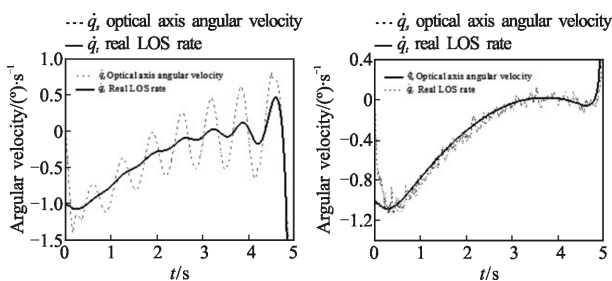 q̇s optical axis angular velocity
q̇t real LOS rate
q̇s optical axis angular velocity
q̇t real LOS rate
Angular velocity/(°)·s⁻¹
1.0
0.5
0
−0.5
−1.0
−1.5
q̇s Optical axis angular velocity
q̇t Real LOS rate
0 1 2 3 4 5
t/s
Angular velocity/(°)·s⁻¹
0.4
0
−0.4
−0.8
−1.2
q̇s Optical axis angular velocity
q̇t Real LOS rate
0 1 2 3 4 5
t/s